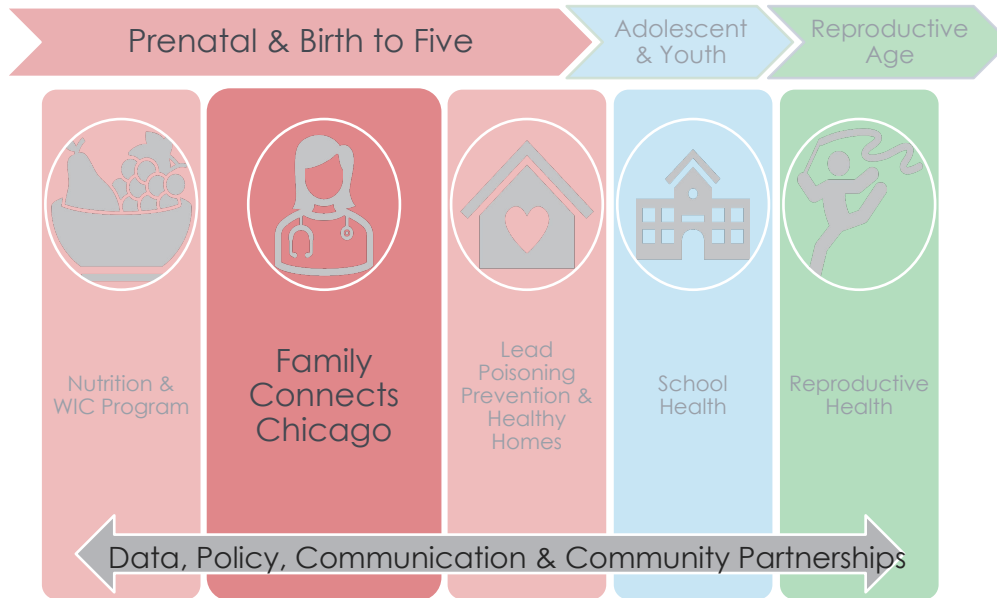 Prenatal & Birth to Five
Adolescent
& Youth
Reproductive
Age
Nutrition &
WIC Program
Family
Connects
Chicago
Lead
Poisoning
Prevention &
Healthy
Homes
School
Health
Reproductive
Health
Data, Policy, Communication & Community Partnerships